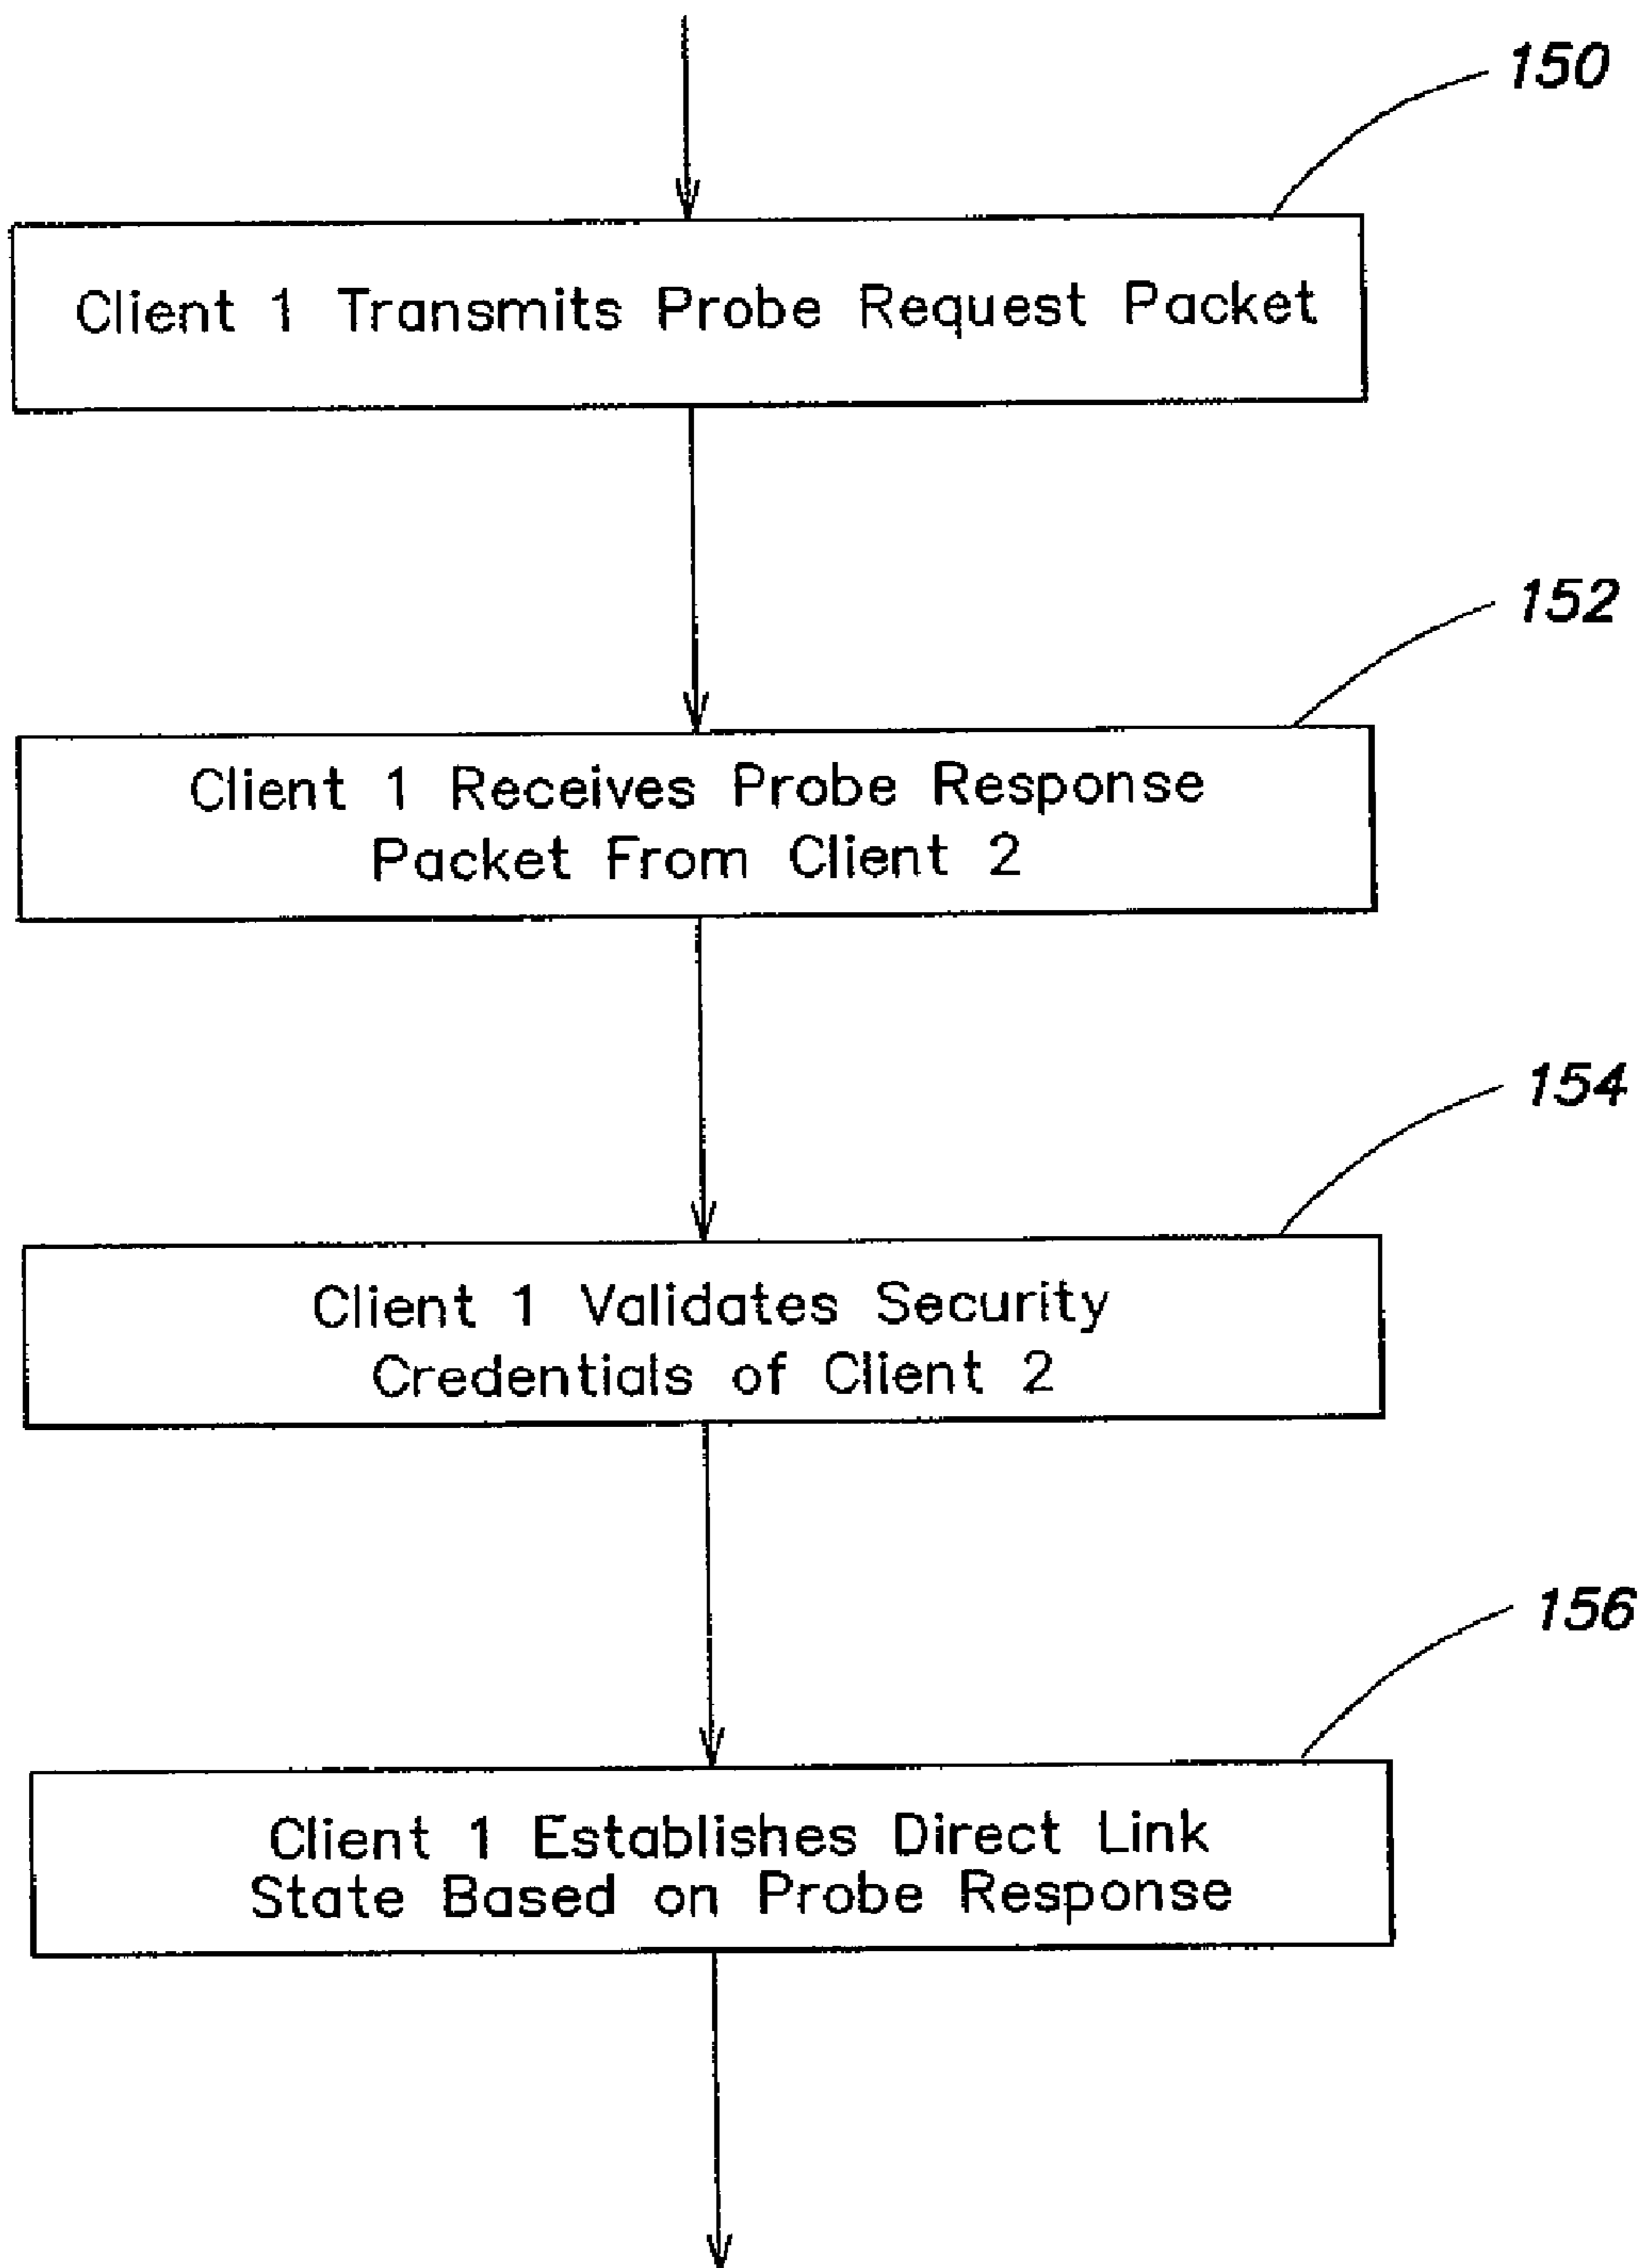 150
Client 1 Transmits Probe Request Packet
152
Client 1 Receives Probe Response
Packet From Client 2
154
Client 1 Validates Security
Credentials of Client 2
156
Client 1 Establishes Direct Link
State Based on Probe Response